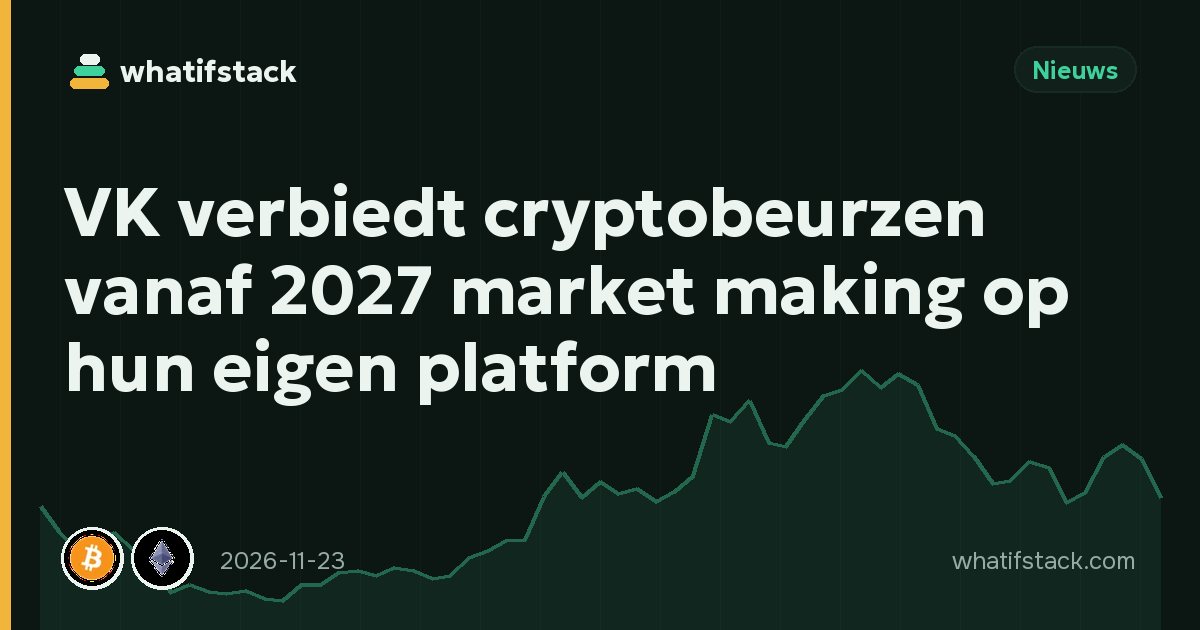 whatifstack
Nieuws
VK verbiedt cryptobeurzen
vanaf 2027 market making op
hun eigen platform
2026-11-23
whatifstack.com